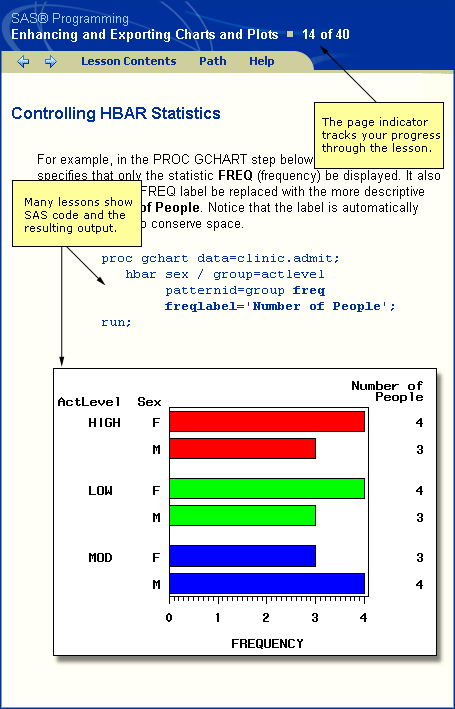 SAS® Programming
Enhancing and Exporting Charts and Plots ■ 14 of 40
Lesson Contents Path Help
Controlling HBAR Statistics
The page indicator
tracks your progress
through the lesson.
For example, in the PROC GCHART step below
specifies that only the statistic FREQ (frequency) be displayed. It also
FREQ label be replaced with the more descriptive
of People. Notice that the label is automatically
to conserve space.
Many lessons show
SAS code and the
resulting output.
proc gchart data=clinic.admit;
hbar sex / group=actlevel
patternid=group freq
freqlabel='Number of People';
run;
Number of
People
ActLevel Sex
HIGH F 4
M 3
LOW F 4
M 3
MOD F 3
M 4
0 1 2 3 4
FREQUENCY